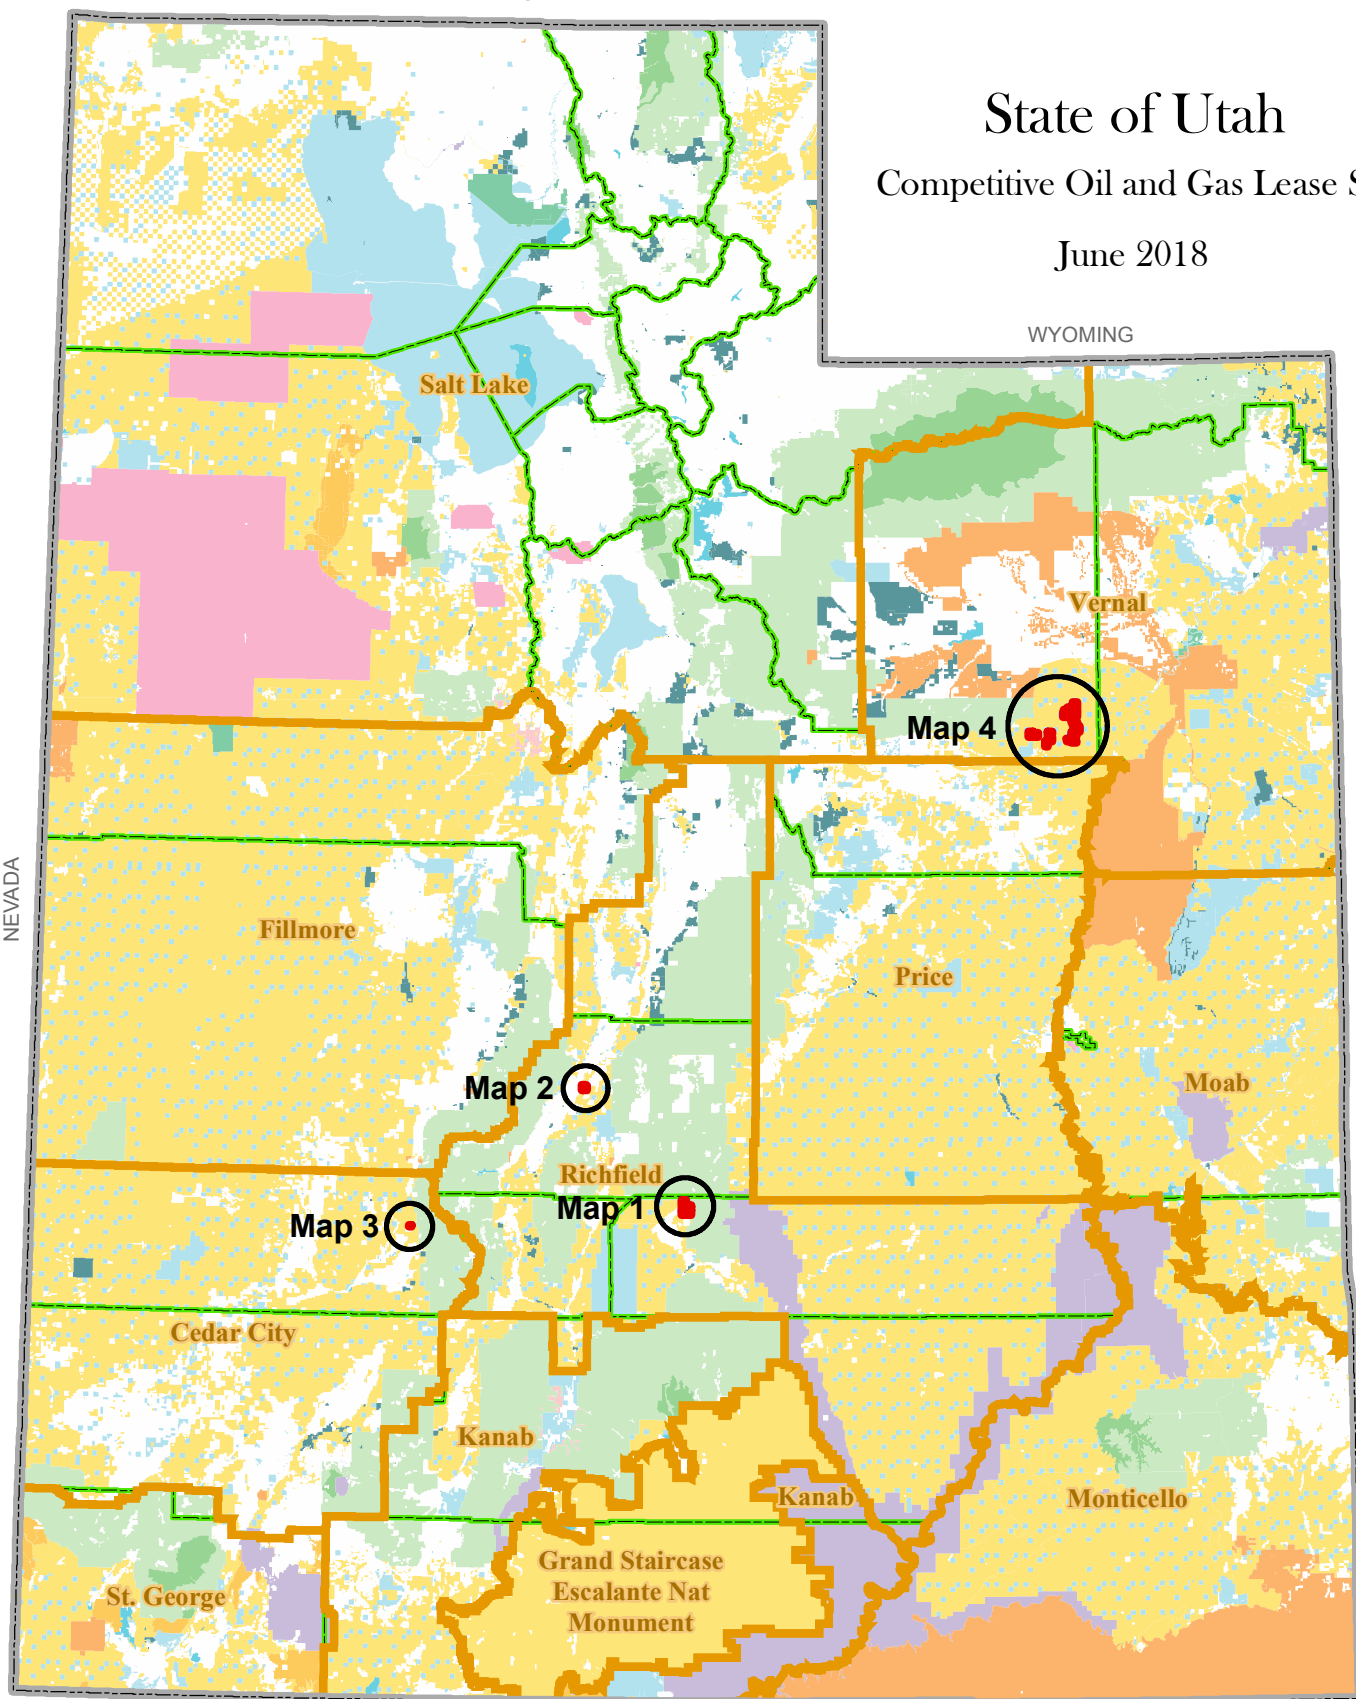 State of Utah
Competitive Oil and Gas Lease S
June 2018
WYOMING
Salt Lake
Vernal
Map 4
NEVADA
Fillmore
Price
Map 2
Moab
Richfield
Map 1
Map 3
Cedar City
Kanab
Kanab
Monticello
Grand Staircase
Escalante Nat
Monument
St. George